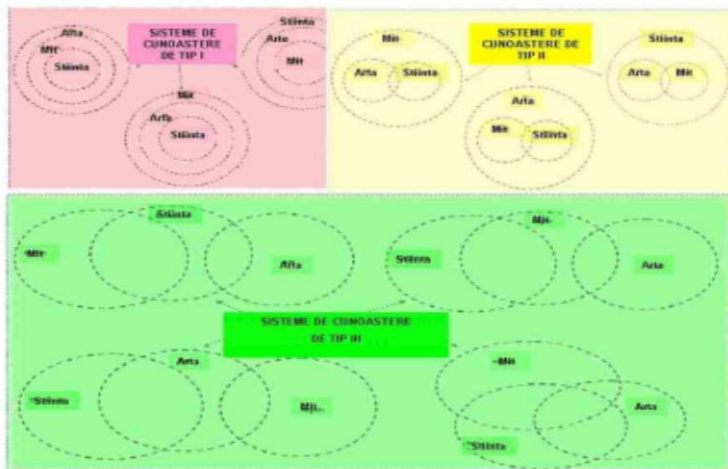 Arta
Mit
Stiinta
SISTEME DE
CUNOASTERE
DE TIP I
Stiinta
Arta
Mit
Mit
Arta
Stiinta
Mit
Arta
Stiinta
SISTEME DE
CUNOASTERE
DE TIP II
Stiinta
Arta
Mit
Arta
Mit
Stiinta
Mit
Stiinta
Arta
Stiinta
Mit
Arta
SISTEME DE CUNOASTERE
DE TIP III
Stiinta
Arta
Mit
Mit
Arta
Stiinta